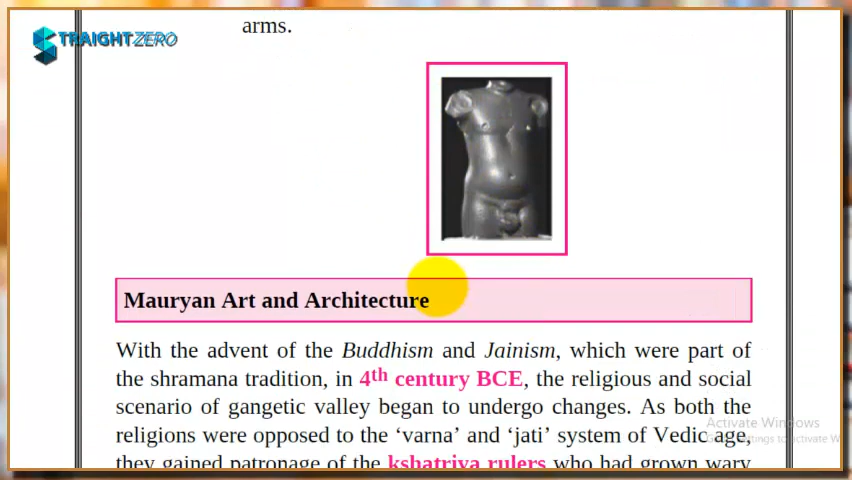 arms.
STRAIGHTZERO
Mauryan Art and Architecture
With the advent of the Buddhism and Jainism, which were part of
the shramana tradition, in 4th century BCE, the religious and social
scenario of gangetic valley began to undergo changes. As both the
religions were opposed to the ‘varna’ and ‘jati’ system of Vedic age,
they gained patronage of the kshatriya rulers who had grown wary
Activate Windows
to activate W